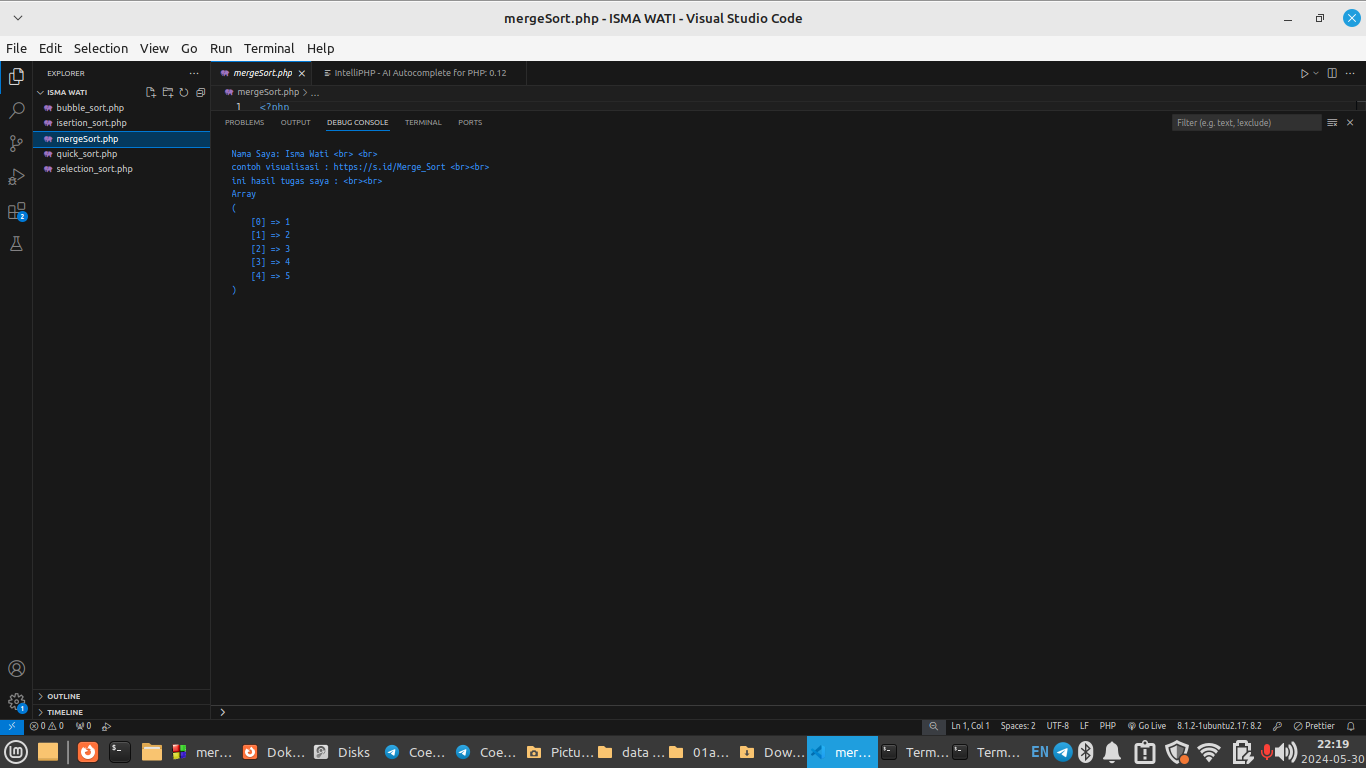 mergeSort.php - ISMA WATI - Visual Studio Code
File Edit Selection View Go Run Terminal Help
EXPLORER ...
mergeSort.php
IntelliPHP - AI Autocomplete for PHP: 0.12
ISMA WATI
mergeSort.php > ...
bubble_sort.php
1 <?php
isertion_sort.php
PROBLEMS OUTPUT DEBUG CONSOLE TERMINAL PORTS
Filter (e.g. text, !exclude)
mergeSort.php
quick_sort.php
selection_sort.php
Nama Saya: Isma Wati <br> <br>
contoh visualisasi : https://s.id/Merge_Sort <br><br>
ini hasil tugas saya : <br><br>
Array
(
[0] => 1
[1] => 2
[2] => 3
[3] => 4
[4] => 5
)
2
OUTLINE
TIMELINE
1
0 0 0
Ln 1, Col 1 Spaces: 2 UTF-8 LF PHP Go Live 8.1.2-1ubuntu2.17: 8.2 Prettier
mer... Dok... Disks Coe... Coe... Pictu... data ... 01a... Dow... mer... Term... Term... EN
22:19
2024-05-30